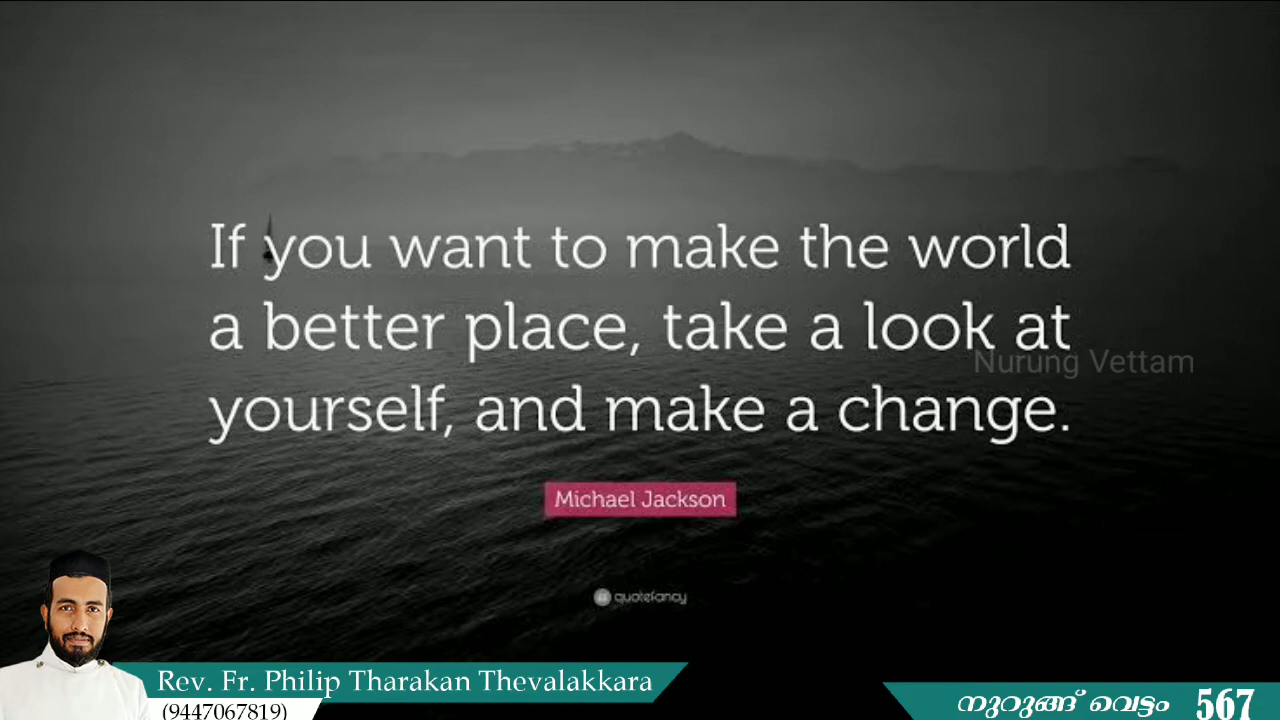 If you want to make the world
a better place, take a look at
Nurung Vettam
yourself, and make a change.
Michael Jackson
quotefancy
Rev. Fr. Philip Tharakan Thevalakkara
(9447067819)
നുറുങ്ങ് വെട്ടം 567